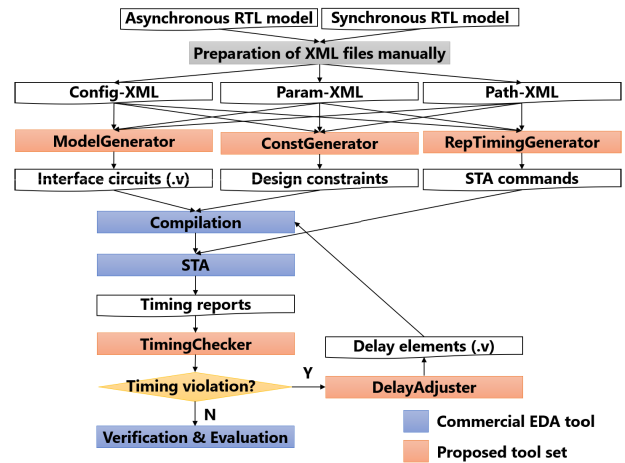 Asynchronous RTL model
Synchronous RTL model
Preparation of XML files manually
Config-XML
Param-XML
Path-XML
ModelGenerator
ConstGenerator
RepTimingGenerator
Interface circuits (.v)
Design constraints
STA commands
Compilation
STA
Timing reports
TimingChecker
Delay elements (.v)
Timing violation?
Y
DelayAdjuster
N
Verification & Evaluation
Commercial EDA tool
Proposed tool set